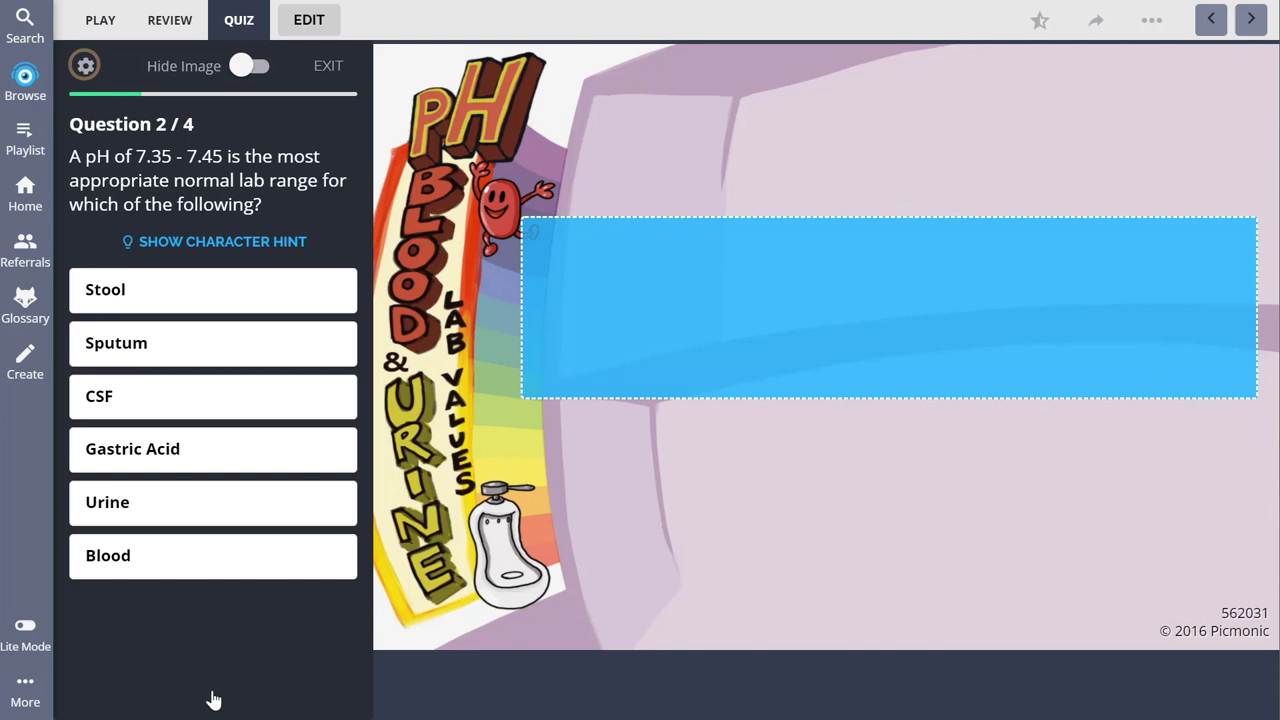 Search
Browse
Playlist
Home
Referrals
Glossary
Create
Lite Mode
More
PLAY
REVIEW
QUIZ
EDIT
Hide Image
EXIT
Question 2 / 4
A pH of 7.35 - 7.45 is the most
appropriate normal lab range for
which of the following?
SHOW CHARACTER HINT
Stool
Sputum
CSF
Gastric Acid
Urine
Blood
PH
BLOOD
&
URINE
LAB
VALUES
562031
© 2016 Picmonic